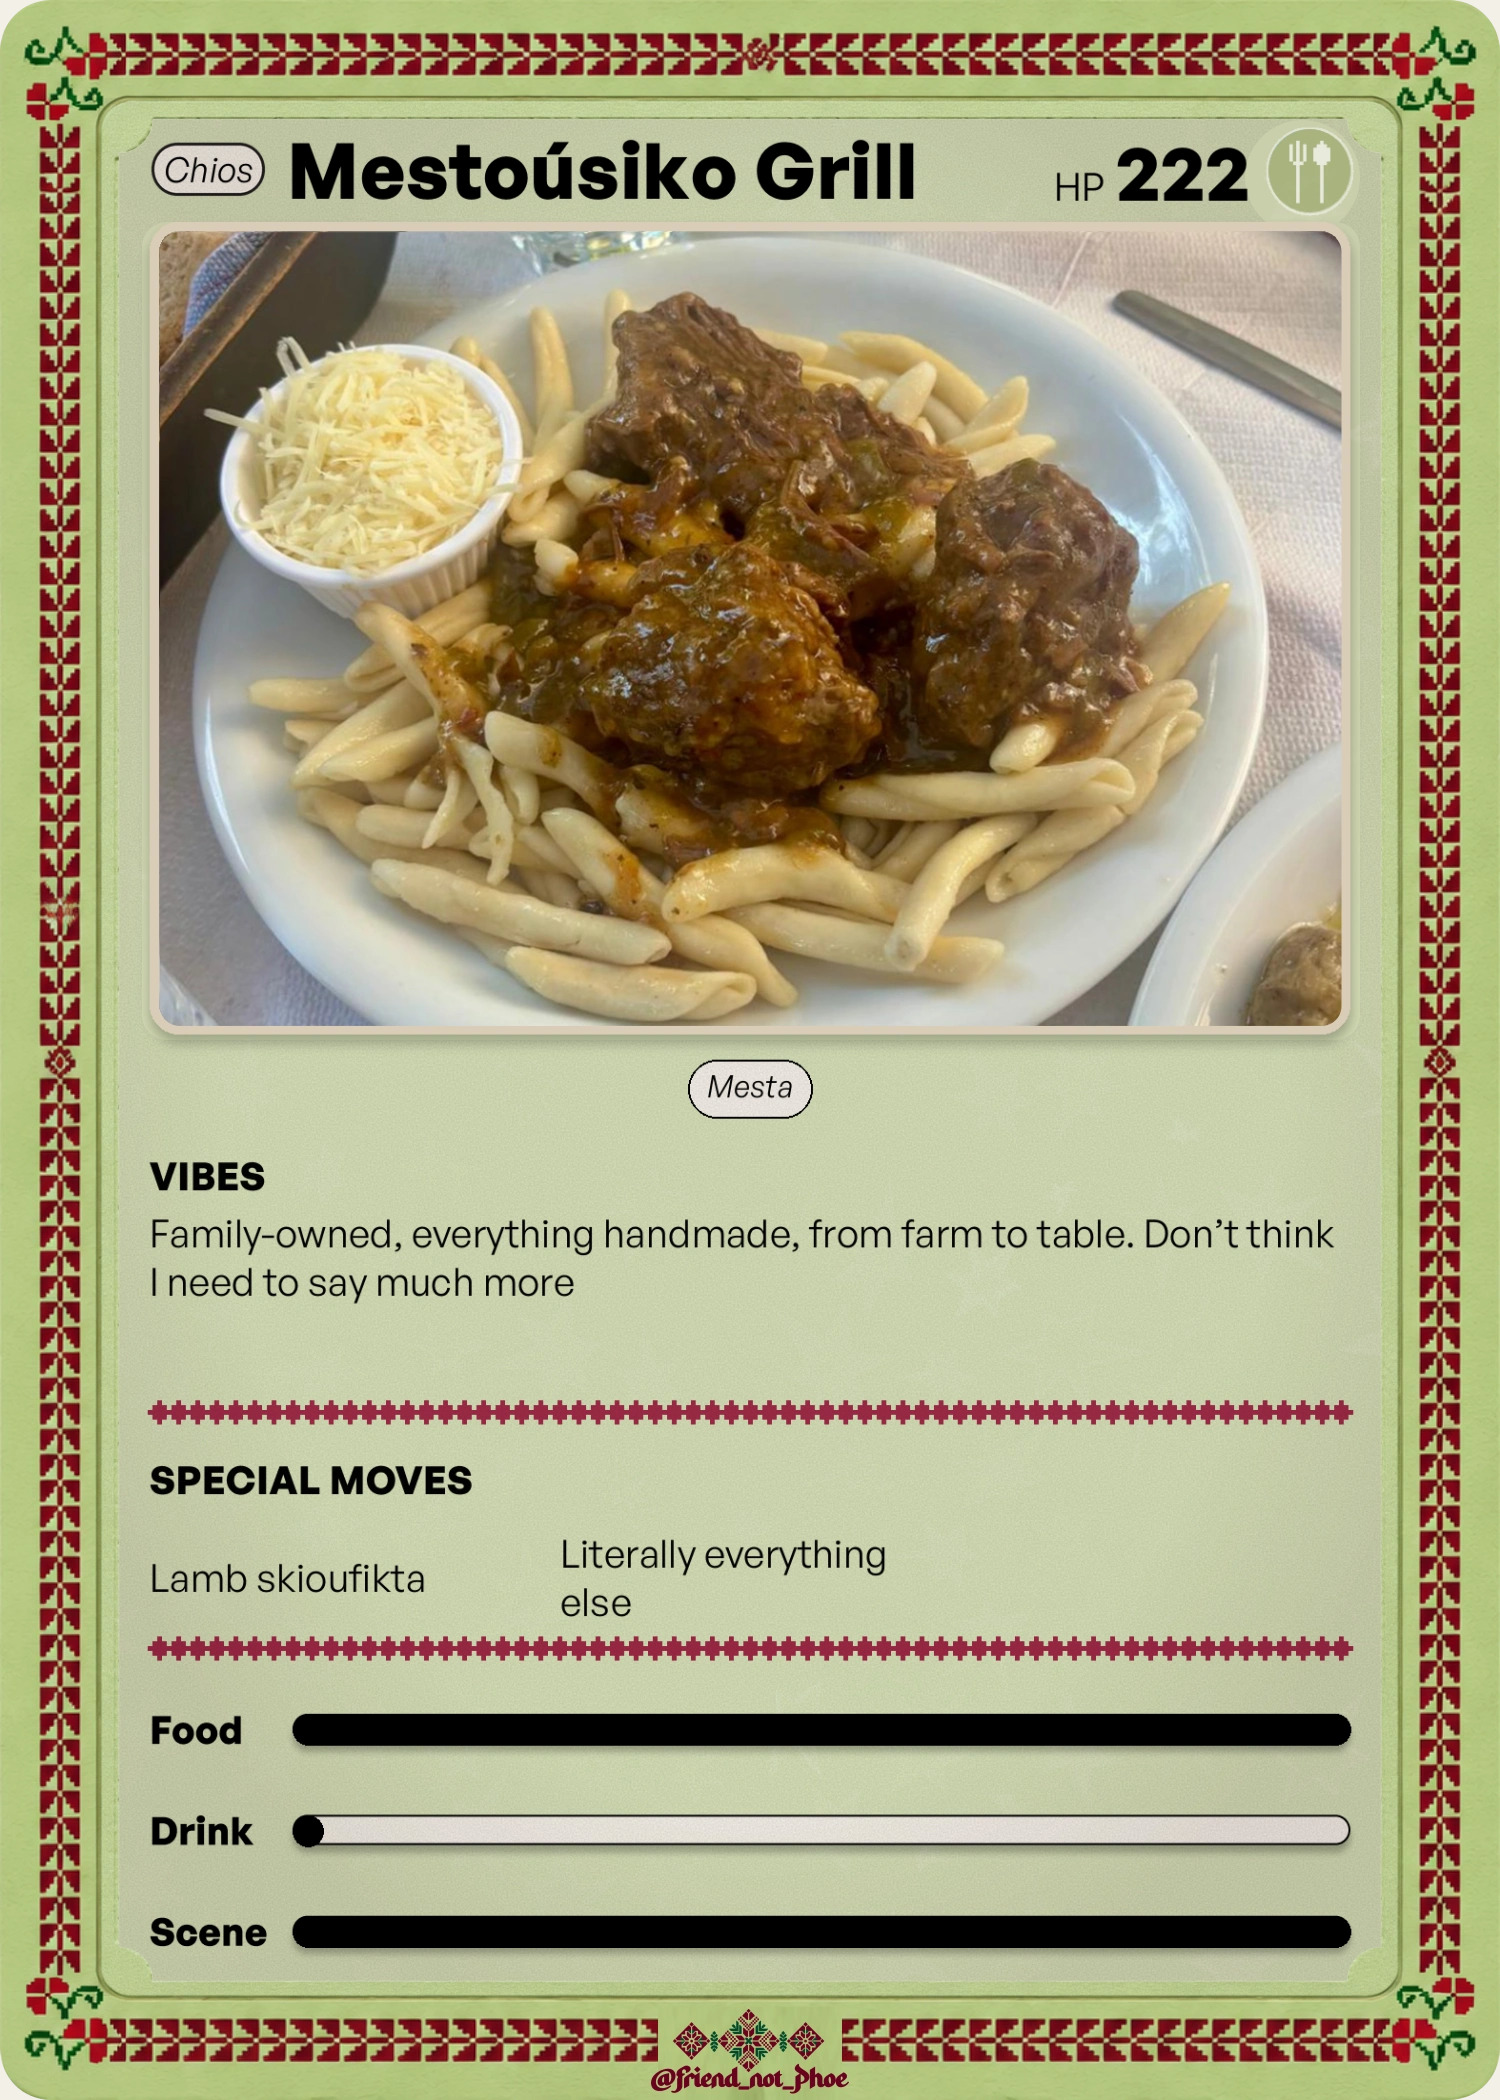 Chios
Mestoúsiko Grill
HP 222
Mesta
VIBES
Family-owned, everything handmade, from farm to table. Don’t think
I need to say much more
SPECIAL MOVES
Lamb skioufikta
Literally everything
else
Food
Drink
Scene
@friend_not_Phoe